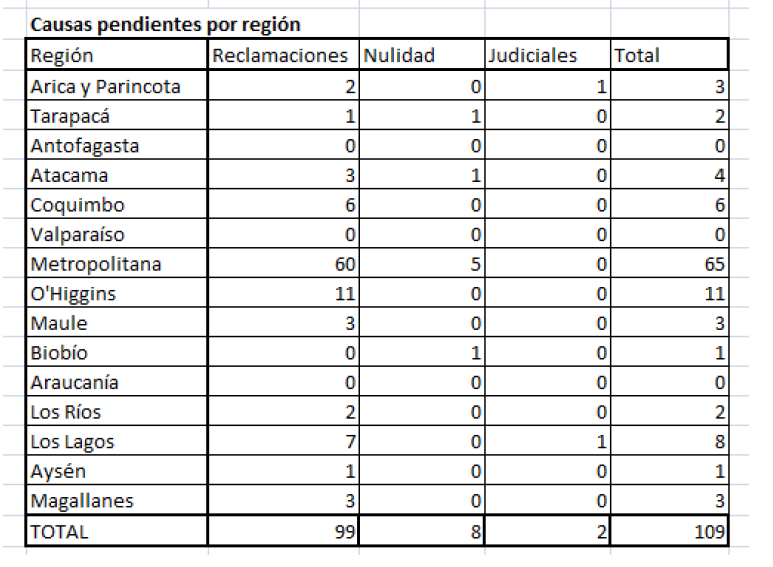 Causas pendientes por región
Región Reclamaciones Nulidad Judiciales Total
Arica y Parincota 2 0 1 3
Tarapacá 1 1 0 2
Antofagasta 0 0 0 0
Atacama 3 1 0 4
Coquimbo 6 0 0 6
Valparaíso 0 0 0 0
Metropolitana 60 5 0 65
O'Higgins 11 0 0 11
Maule 3 0 0 3
Biobío 0 1 0 1
Araucanía 0 0 0 0
Los Ríos 2 0 0 2
Los Lagos 7 0 1 8
Aysén 1 0 0 1
Magallanes 3 0 0 3
TOTAL 99 8 2 109